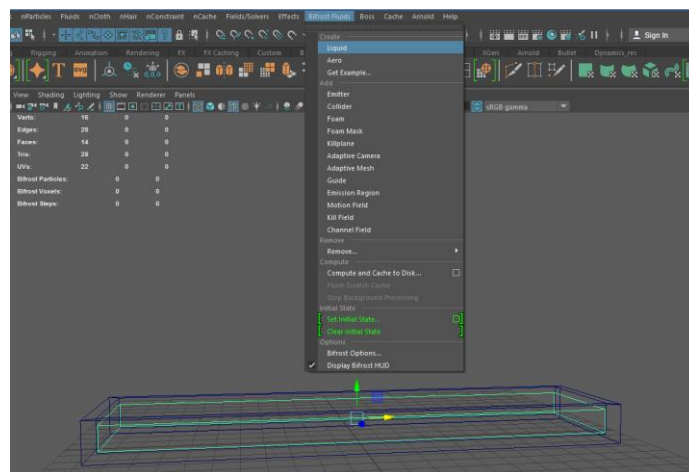 nParticles Fluids nCloth nHair nConstraint nCache Fields/Solvers Effects Bifrost Fluids Boss Cache Arnold Help
Sign In
Rigging Animation Rendering FX FX Caching Custom XGen Arnold Bullet Dynamics_res
View Shading Lighting Show Renderer Panels
sRGB gamma
Verts: 16 0 0
Edges: 28 0 0
Faces: 14 0 0
Tris: 28 0 0
UVs: 22 0 0
Bifrost Particles: 0 0
Bifrost Voxels: 0 0
Bifrost Steps: 0 0
Create
Liquid
Aero
Get Example...
Add
Emitter
Collider
Foam
Foam Mask
Killplane
Adaptive Camera
Adaptive Mesh
Guide
Emission Region
Motion Field
Kill Field
Channel Field
Remove
Remove...
Compute
Compute and Cache to Disk...
Flush Scratch Cache
Stop Background Processing
Initial State
Set Initial State...
Clear Initial State
Options
Bifrost Options...
Display Bifrost HUD